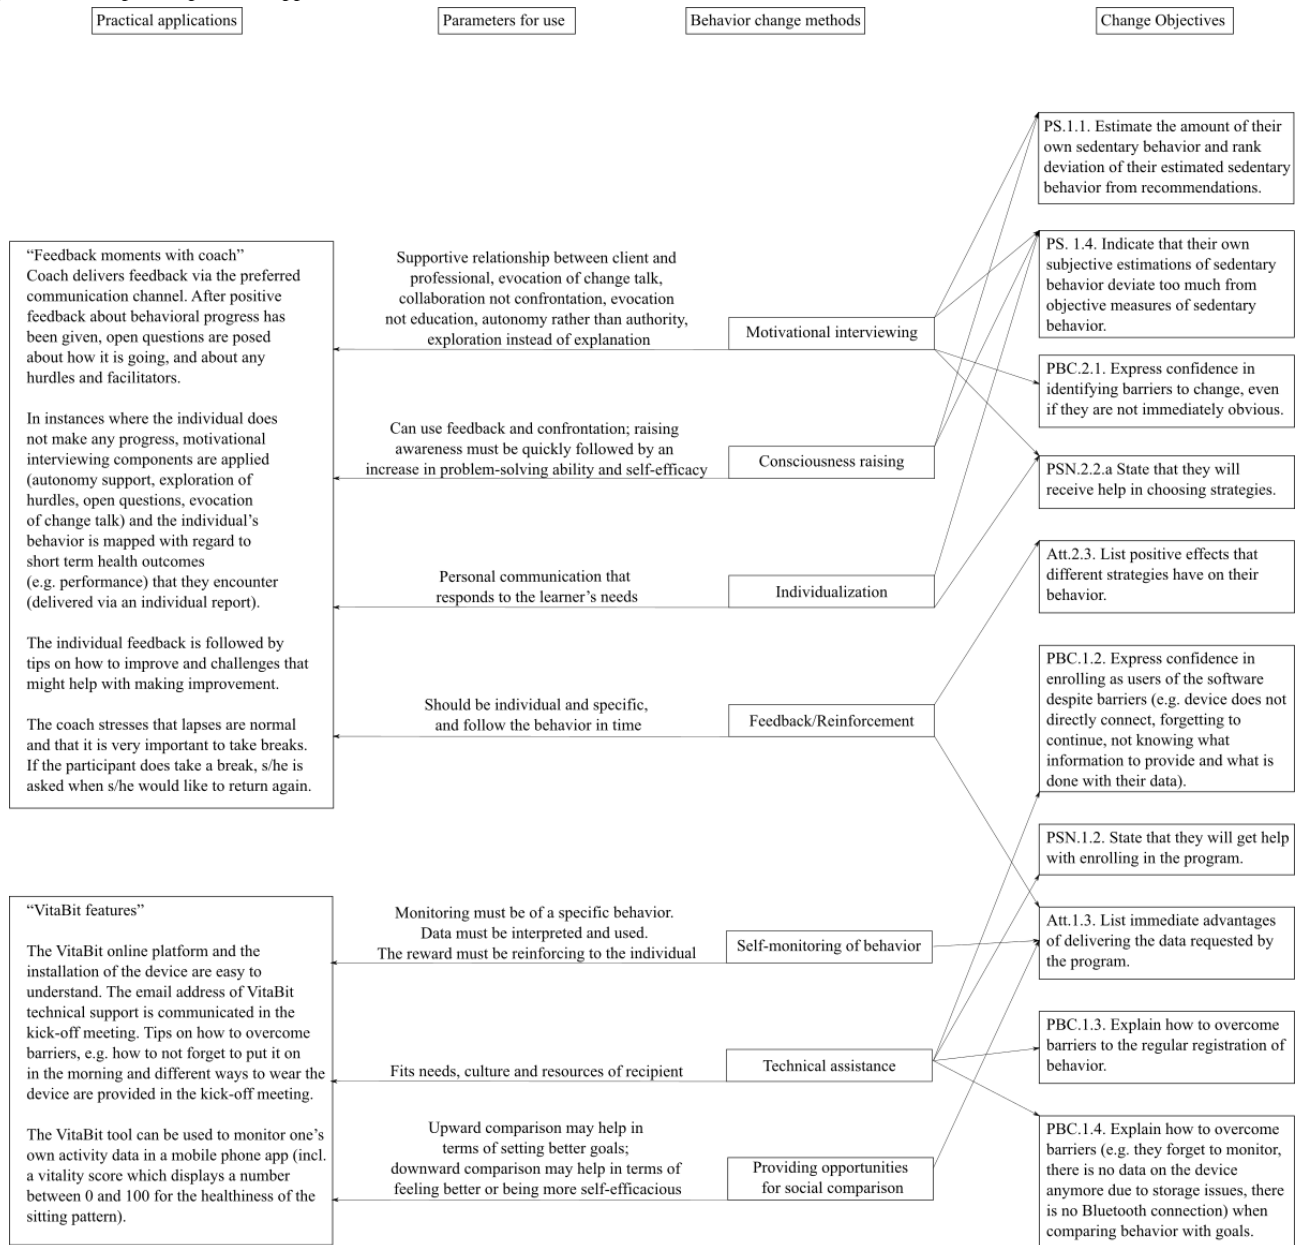 Practical applications
Parameters for use
Behavior change methods
Change Objectives
“Feedback moments with coach”
Coach delivers feedback via the preferred
communication channel. After positive
feedback about behavioral progress has
been given, open questions are posed
about how it is going, and about any
hurdles and facilitators.
In instances where the individual does
not make any progress, motivational
interviewing components are applied
(autonomy support, exploration of
hurdles, open questions, evocation
of change talk) and the individual’s
behavior is mapped with regard to
short term health outcomes
(e.g. performance) that they encounter
(delivered via an individual report).
The individual feedback is followed by
tips on how to improve and challenges that
might help with making improvement.
The coach stresses that lapses are normal
and that it is very important to take breaks.
If the participant does take a break, s/he is
asked when s/he would like to return again.
“VitaBit features”
The VitaBit online platform and the
installation of the device are easy to
understand. The email address of VitaBit
technical support is communicated in the
kick-off meeting. Tips on how to overcome
barriers, e.g. how to not forget to put it on
in the morning and different ways to wear the
device are provided in the kick-off meeting.
The VitaBit tool can be used to monitor one’s
own activity data in a mobile phone app (incl.
a vitality score which displays a number
between 0 and 100 for the healthiness of the
sitting pattern).
Supportive relationship between client and
professional, evocation of change talk,
collaboration not confrontation, evocation
not education, autonomy rather than authority,
exploration instead of explanation
Can use feedback and confrontation; raising
awareness must be quickly followed by an
increase in problem-solving ability and self-efficacy
Personal communication that
responds to the learner’s needs
Should be individual and specific,
and follow the behavior in time
Monitoring must be of a specific behavior.
Data must be interpreted and used.
The reward must be reinforcing to the individual
Fits needs, culture and resources of recipient
Upward comparison may help in
terms of setting better goals;
downward comparison may help in terms of
feeling better or being more self-efficacious
Motivational interviewing
Consciousness raising
Individualization
Feedback/Reinforcement
Self-monitoring of behavior
Technical assistance
Providing opportunities
for social comparison
PS.1.1. Estimate the amount of their
own sedentary behavior and rank
deviation of their estimated sedentary
behavior from recommendations.
PS. 1.4. Indicate that their own
subjective estimations of sedentary
behavior deviate too much from
objective measures of sedentary
behavior.
PBC.2.1. Express confidence in
identifying barriers to change, even
if they are not immediately obvious.
PSN.2.2.a State that they will
receive help in choosing strategies.
Att.2.3. List positive effects that
different strategies have on their
behavior.
PBC.1.2. Express confidence in
enrolling as users of the software
despite barriers (e.g. device does not
directly connect, forgetting to
continue, not knowing what
information to provide and what is
done with their data).
PSN.1.2. State that they will get help
with enrolling in the program.
Att.1.3. List immediate advantages
of delivering the data requested by
the program.
PBC.1.3. Explain how to overcome
barriers to the regular registration of
behavior.
PBC.1.4. Explain how to overcome
barriers (e.g. they forget to monitor,
there is no data on the device
anymore due to storage issues, there
is no Bluetooth connection) when
comparing behavior with goals.